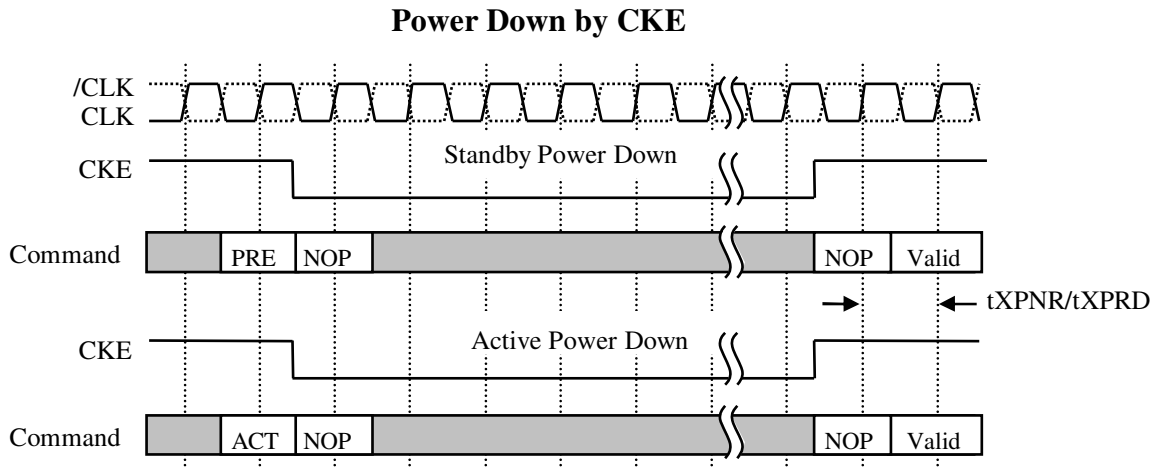 Power Down by CKE
/CLK
CLK
CKE
Standby Power Down
Command
PRE
NOP
NOP
Valid
tXPNR/tXPRD
CKE
Active Power Down
Command
ACT
NOP
NOP
Valid